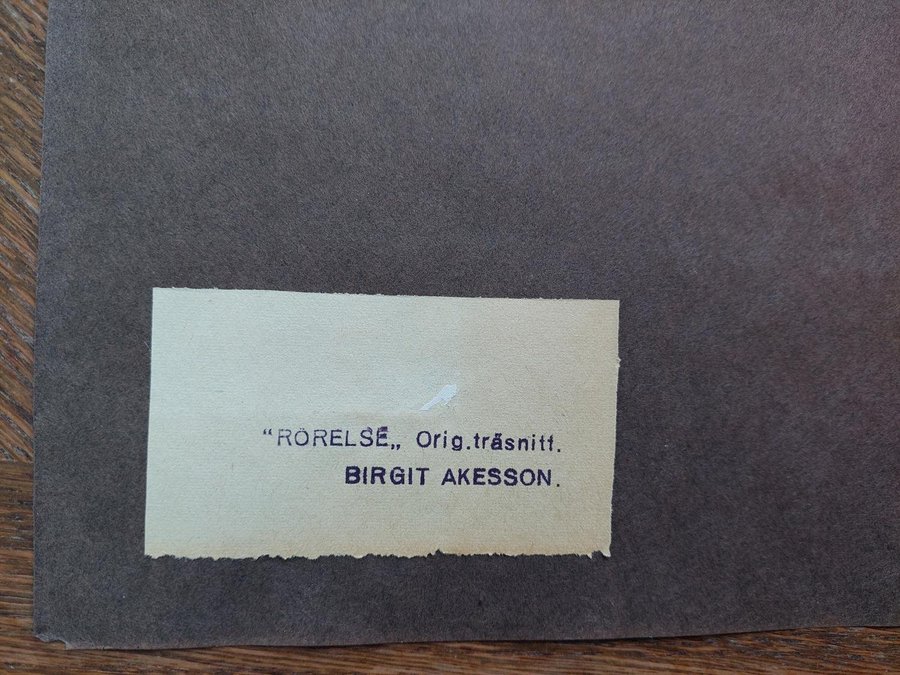 “RÖRELSE„ Orig.träsnitt.
BIRGIT AKESSON.